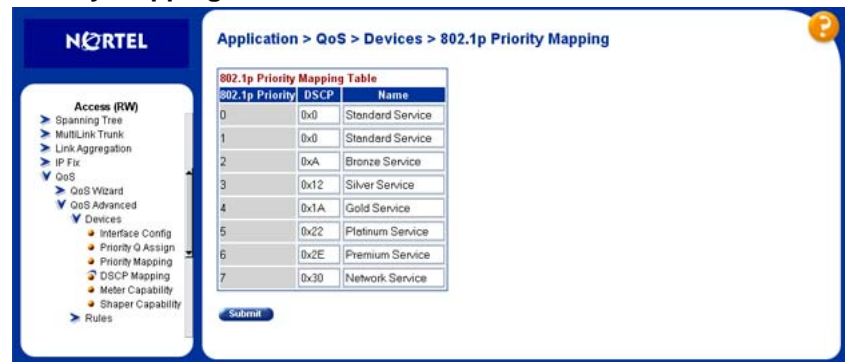 NORTEL
Application > QoS > Devices > 802.1p Priority Mapping
?
Access (RW)
Spanning Tree
MultiLink Trunk
Link Aggregation
IP Fix
QoS
QoS Wizard
QoS Advanced
Devices
Interface Config
Priority Q Assign
Priority Mapping
DSCP Mapping
Meter Capability
Shaper Capability
Rules
802.1p Priority Mapping Table
802.1p Priority DSCP Name
0 0x0 Standard Service
1 0x0 Standard Service
2 0xA Bronze Service
3 0x12 Silver Service
4 0x1A Gold Service
5 0x22 Platinum Service
6 0x2E Premium Service
7 0x30 Network Service
Submit